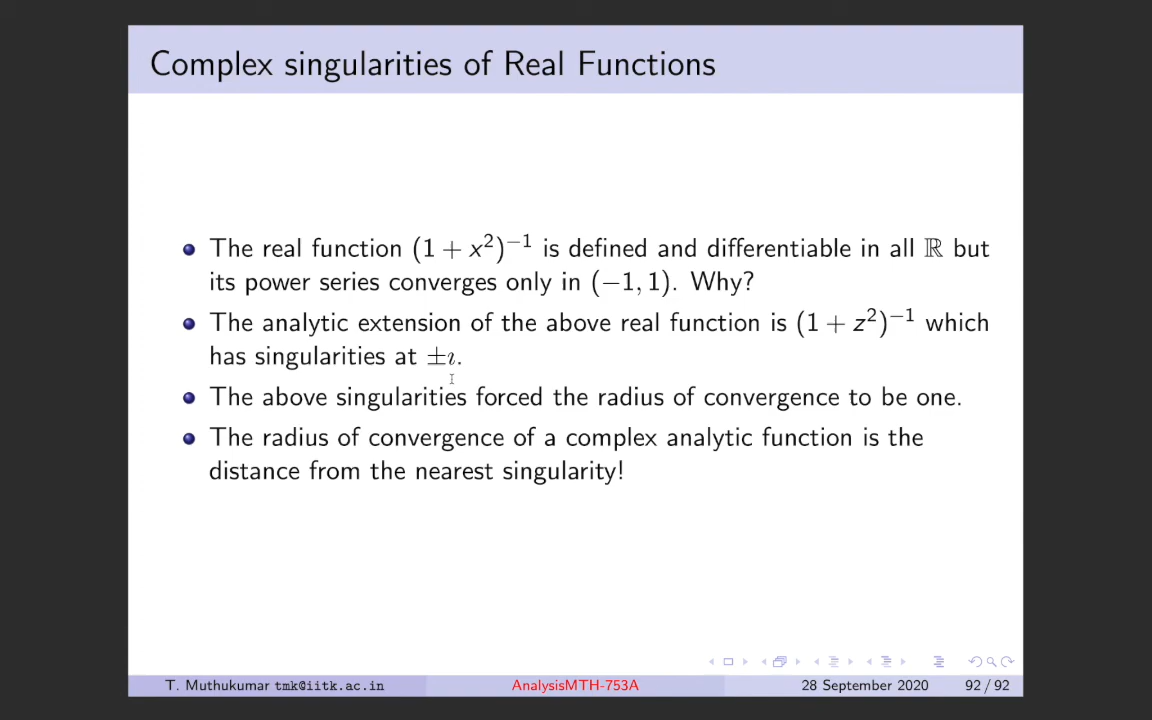 Complex singularities of Real Functions
The real function (1 + x²)⁻¹ is defined and differentiable in all ℝ but
its power series converges only in (−1, 1). Why?
The analytic extension of the above real function is (1 + z²)⁻¹ which
has singularities at ±ı.
The above singularities forced the radius of convergence to be one.
The radius of convergence of a complex analytic function is the
distance from the nearest singularity!
T. Muthukumar tmk@iitk.ac.in AnalysisMTH-753A 28 September 2020 92 / 92